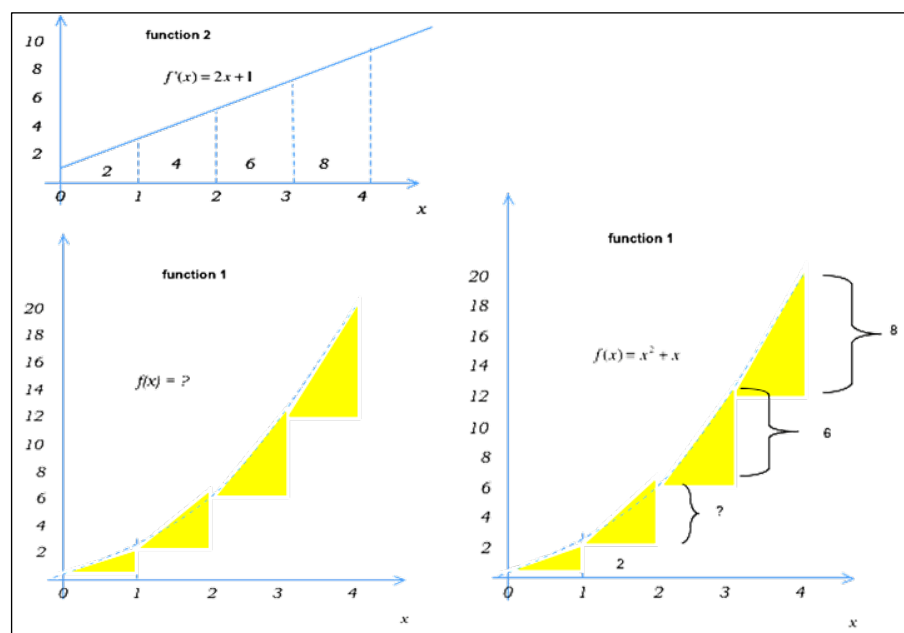 function 2
f'(x) = 2x + 1
10
8
6
4
2
2 4 6 8
0 1 2 3 4
x
function 1
f(x) = ?
20
18
16
14
12
10
8
6
4
2
0 1 2 3 4
x
function 1
f(x) = x² + x
20
18
16
14
12
10
8
6
4
2
8
6
?
2
0 1 2 3 4
x